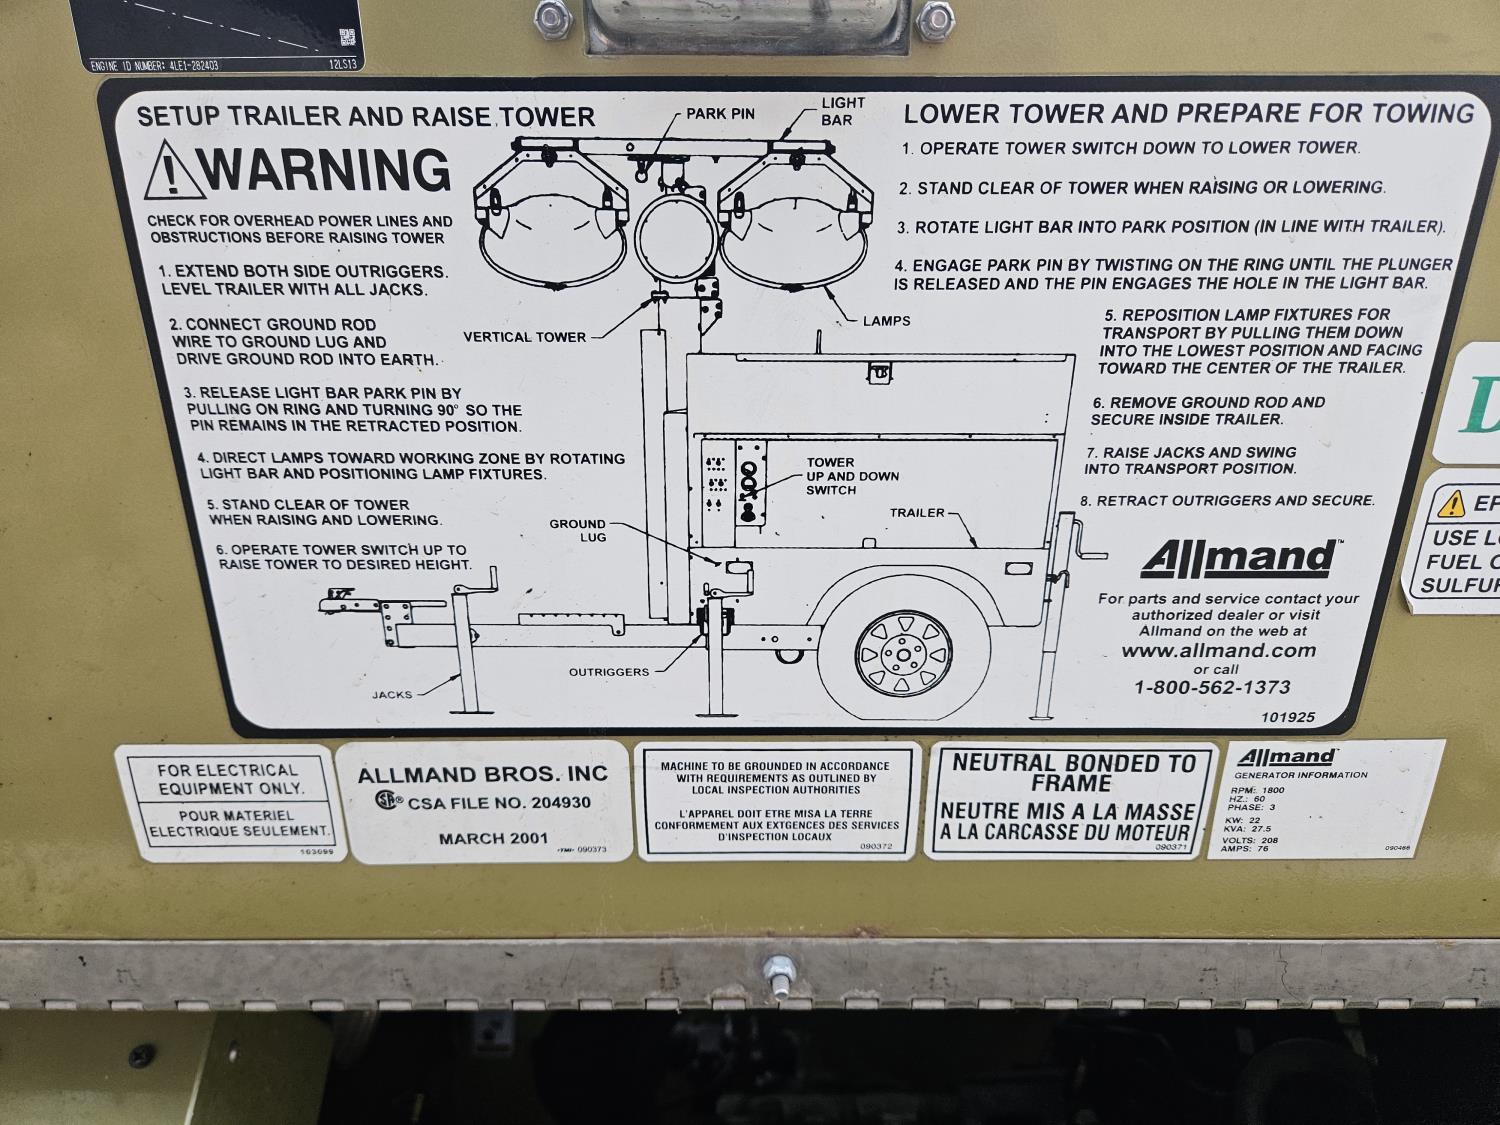 ENGINE ID NUMBER: 4LE1-282403
12LS13
SETUP TRAILER AND RAISE TOWER
WARNING
CHECK FOR OVERHEAD POWER LINES AND
OBSTRUCTIONS BEFORE RAISING TOWER
1. EXTEND BOTH SIDE OUTRIGGERS.
LEVEL TRAILER WITH ALL JACKS.
2. CONNECT GROUND ROD
WIRE TO GROUND LUG AND
DRIVE GROUND ROD INTO EARTH.
3. RELEASE LIGHT BAR PARK PIN BY
PULLING ON RING AND TURNING 90° SO THE
PIN REMAINS IN THE RETRACTED POSITION.
4. DIRECT LAMPS TOWARD WORKING ZONE BY ROTATING
LIGHT BAR AND POSITIONING LAMP FIXTURES.
5. STAND CLEAR OF TOWER
WHEN RAISING AND LOWERING.
6. OPERATE TOWER SWITCH UP TO
RAISE TOWER TO DESIRED HEIGHT.
PARK PIN
LIGHT
BAR
VERTICAL TOWER
LAMPS
TOWER
UP AND DOWN
SWITCH
GROUND
LUG
TRAILER
OUTRIGGERS
JACKS
LOWER TOWER AND PREPARE FOR TOWING
1. OPERATE TOWER SWITCH DOWN TO LOWER TOWER.
2. STAND CLEAR OF TOWER WHEN RAISING OR LOWERING.
3. ROTATE LIGHT BAR INTO PARK POSITION (IN LINE WITH TRAILER).
4. ENGAGE PARK PIN BY TWISTING ON THE RING UNTIL THE PLUNGER
IS RELEASED AND THE PIN ENGAGES THE HOLE IN THE LIGHT BAR.
5. REPOSITION LAMP FIXTURES FOR
TRANSPORT BY PULLING THEM DOWN
INTO THE LOWEST POSITION AND FACING
TOWARD THE CENTER OF THE TRAILER.
6. REMOVE GROUND ROD AND
SECURE INSIDE TRAILER.
7. RAISE JACKS AND SWING
INTO TRANSPORT POSITION.
8. RETRACT OUTRIGGERS AND SECURE.
Allmand™
For parts and service contact your
authorized dealer or visit
Allmand on the web at
www.allmand.com
or call
1-800-562-1373
101925
USE
FUEL
FOR ELECTRICAL
EQUIPMENT ONLY.
POUR MATERIEL
ELECTRIQUE SEULEMENT.
103099
ALLMAND BROS. INC
® CSA FILE NO. 204930
MARCH 2001
-TMI- 090373
MACHINE TO BE GROUNDED IN ACCORDANCE
WITH REQUIREMENTS AS OUTLINED BY
LOCAL INSPECTION AUTHORITIES
L'APPAREL DOIT ETRE MISA LA TERRE
CONFORMEMENT AUX EXTGENCES DES SERVICES
D'INSPECTION LOCAUX
090372
NEUTRAL BONDED TO
FRAME
NEUTRE MIS A LA MASSE
A LA CARCASSE DU MOTEUR
090371
Allmand™
GENERATOR INFORMATION
RPM: 1800
HZ.: 60
PHASE: 3
KW: 22
KVA: 27.5
VOLTS: 208
AMPS: 76
090466